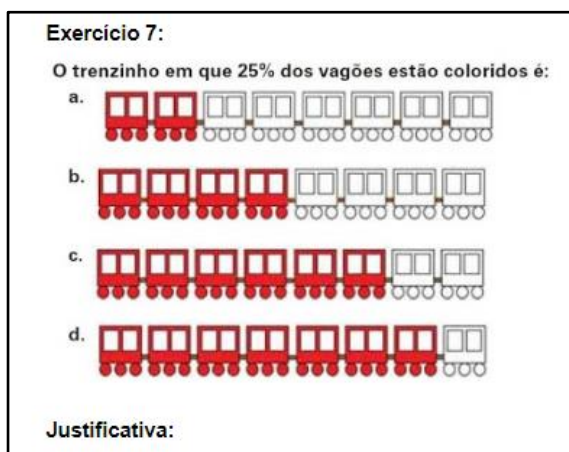 Exercício 7:
O trenzinho em que 25% dos vagões estão coloridos é:
a.
b.
c.
d.
Justificativa: